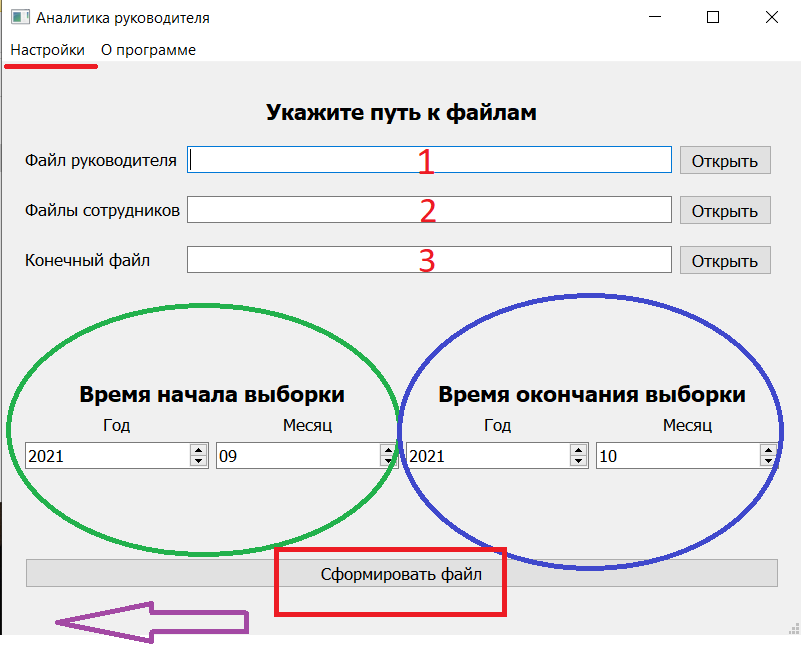 Аналитика руководителя
Настройки О программе
Укажите путь к файлам
Файл руководителя 1 Открыть
Файлы сотрудников 2 Открыть
Конечный файл 3 Открыть
Время начала выборки Время окончания выборки
Год Месяц Год Месяц
2021 09 2021 10
Сформировать файл